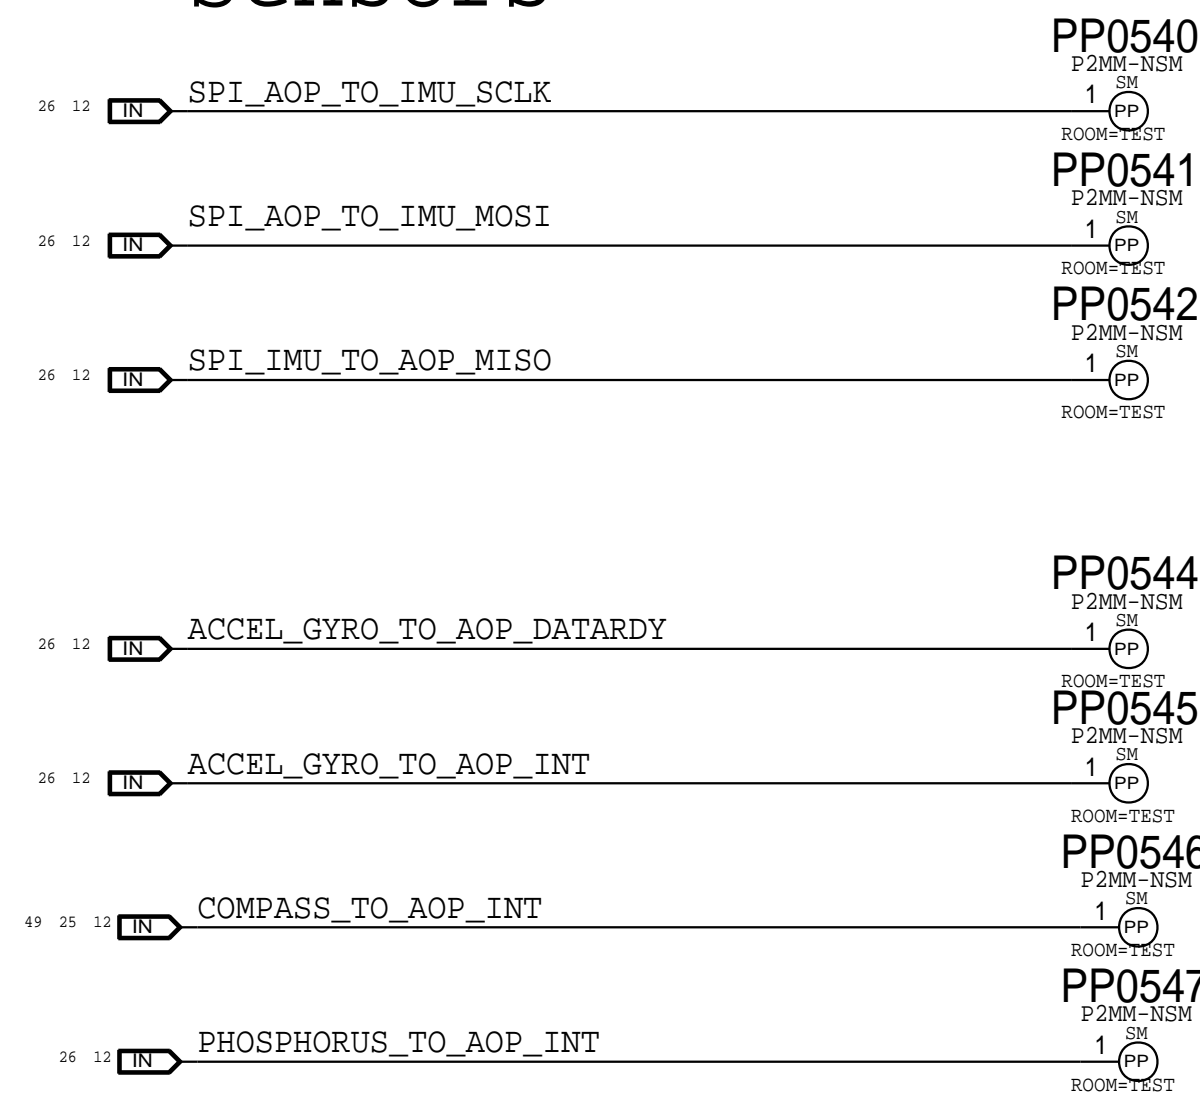 sensors
PP0540
P2MM-NSM
SM
26 12 IN SPI_AOP_TO_IMU_SCLK 1 PP
ROOM=TEST
PP0541
P2MM-NSM
SM
26 12 IN SPI_AOP_TO_IMU_MOSI 1 PP
ROOM=TEST
PP0542
P2MM-NSM
SM
26 12 IN SPI_IMU_TO_AOP_MISO 1 PP
ROOM=TEST
PP0544
P2MM-NSM
SM
26 12 IN ACCEL_GYRO_TO_AOP_DATARDY 1 PP
ROOM=TEST
PP0545
P2MM-NSM
SM
26 12 IN ACCEL_GYRO_TO_AOP_INT 1 PP
ROOM=TEST
PP0546
P2MM-NSM
SM
49 25 12 IN COMPASS_TO_AOP_INT 1 PP
ROOM=TEST
PP0547
P2MM-NSM
SM
26 12 IN PHOSPHORUS_TO_AOP_INT 1 PP
ROOM=TEST